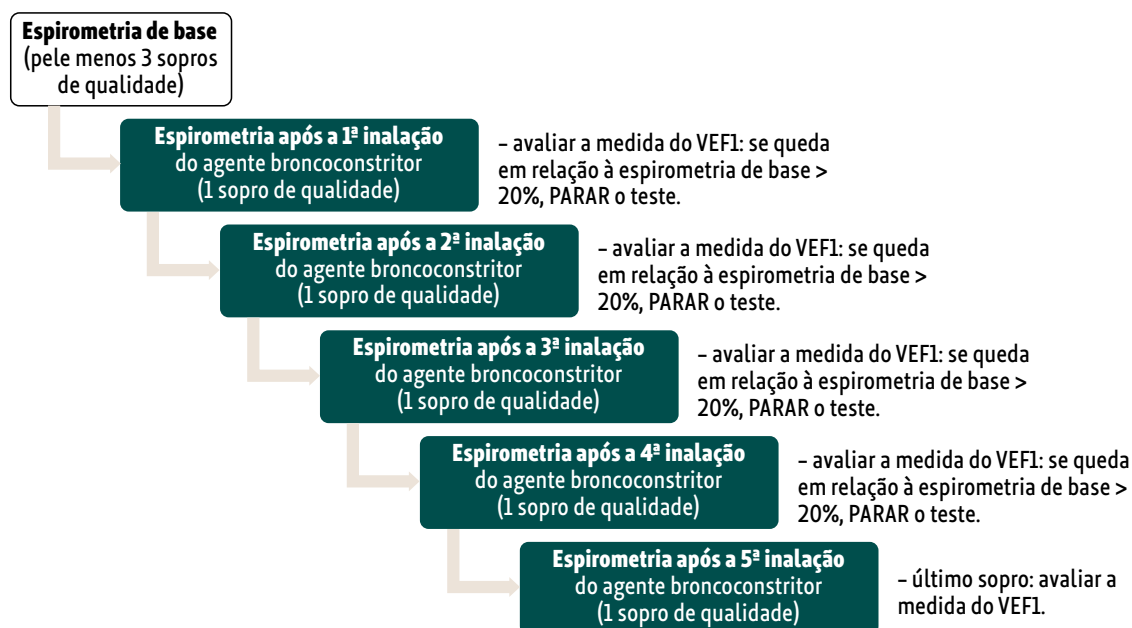 Espirometria de base
(pele menos 3 sopros
de qualidade)
Espirometria após a 1ª inalação
do agente broncoconstritor
(1 sopro de qualidade)
– avaliar a medida do VEF1: se queda
em relação à espirometria de base >
20%, PARAR o teste.
Espirometria após a 2ª inalação
do agente broncoconstritor
(1 sopro de qualidade)
– avaliar a medida do VEF1: se queda
em relação à espirometria de base >
20%, PARAR o teste.
Espirometria após a 3ª inalação
do agente broncoconstritor
(1 sopro de qualidade)
– avaliar a medida do VEF1: se queda
em relação à espirometria de base >
20%, PARAR o teste.
Espirometria após a 4ª inalação
do agente broncoconstritor
(1 sopro de qualidade)
– avaliar a medida do VEF1: se queda
em relação à espirometria de base >
20%, PARAR o teste.
Espirometria após a 5ª inalação
do agente broncoconstritor
(1 sopro de qualidade)
– último sopro: avaliar a
medida do VEF1.